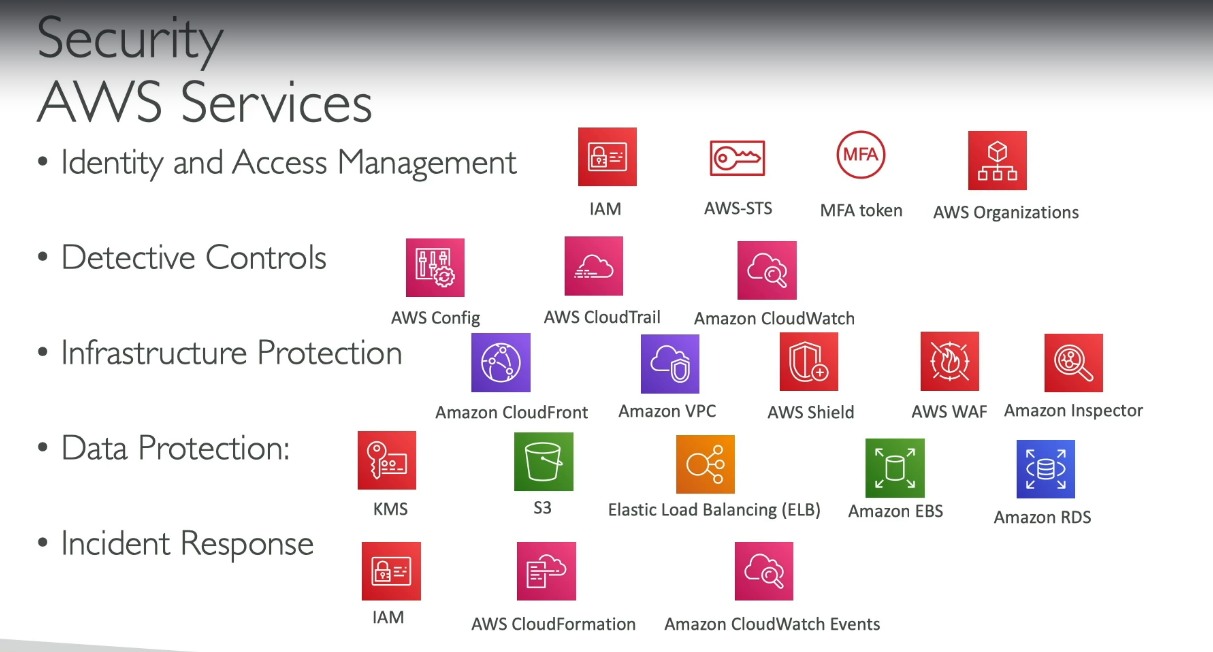 Security
AWS Services
• Identity and Access Management
MFA
IAM
AWS-STS
MFA token
AWS Organizations
• Detective Controls
AWS Config
AWS CloudTrail
Amazon CloudWatch
• Infrastructure Protection
Amazon CloudFront
Amazon VPC
AWS Shield
AWS WAF
Amazon Inspector
• Data Protection:
KMS
S3
Elastic Load Balancing (ELB)
Amazon EBS
Amazon RDS
• Incident Response
IAM
AWS CloudFormation
Amazon CloudWatch Events